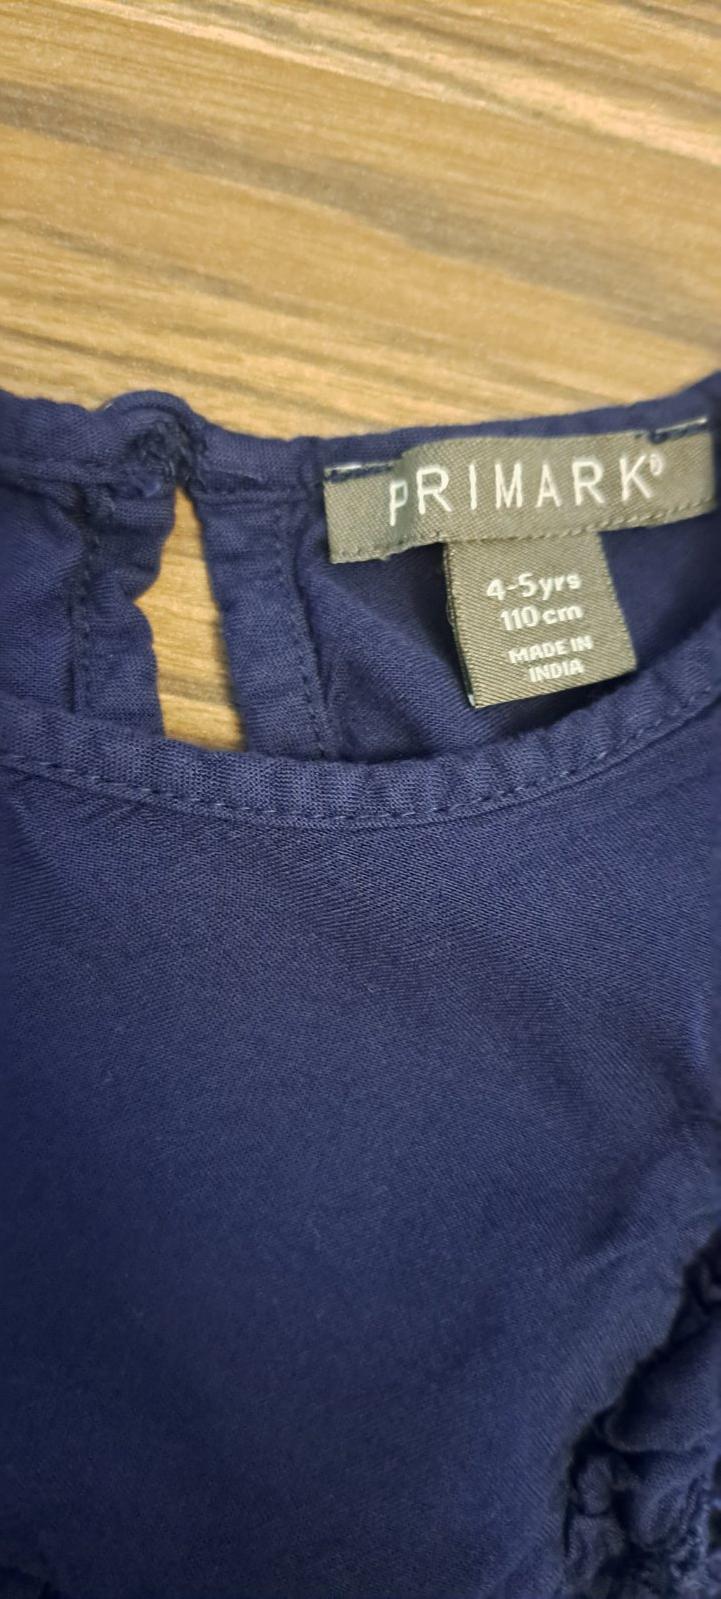 PRIMARK®
4-5yrs
110cm
MADE IN
INDIA